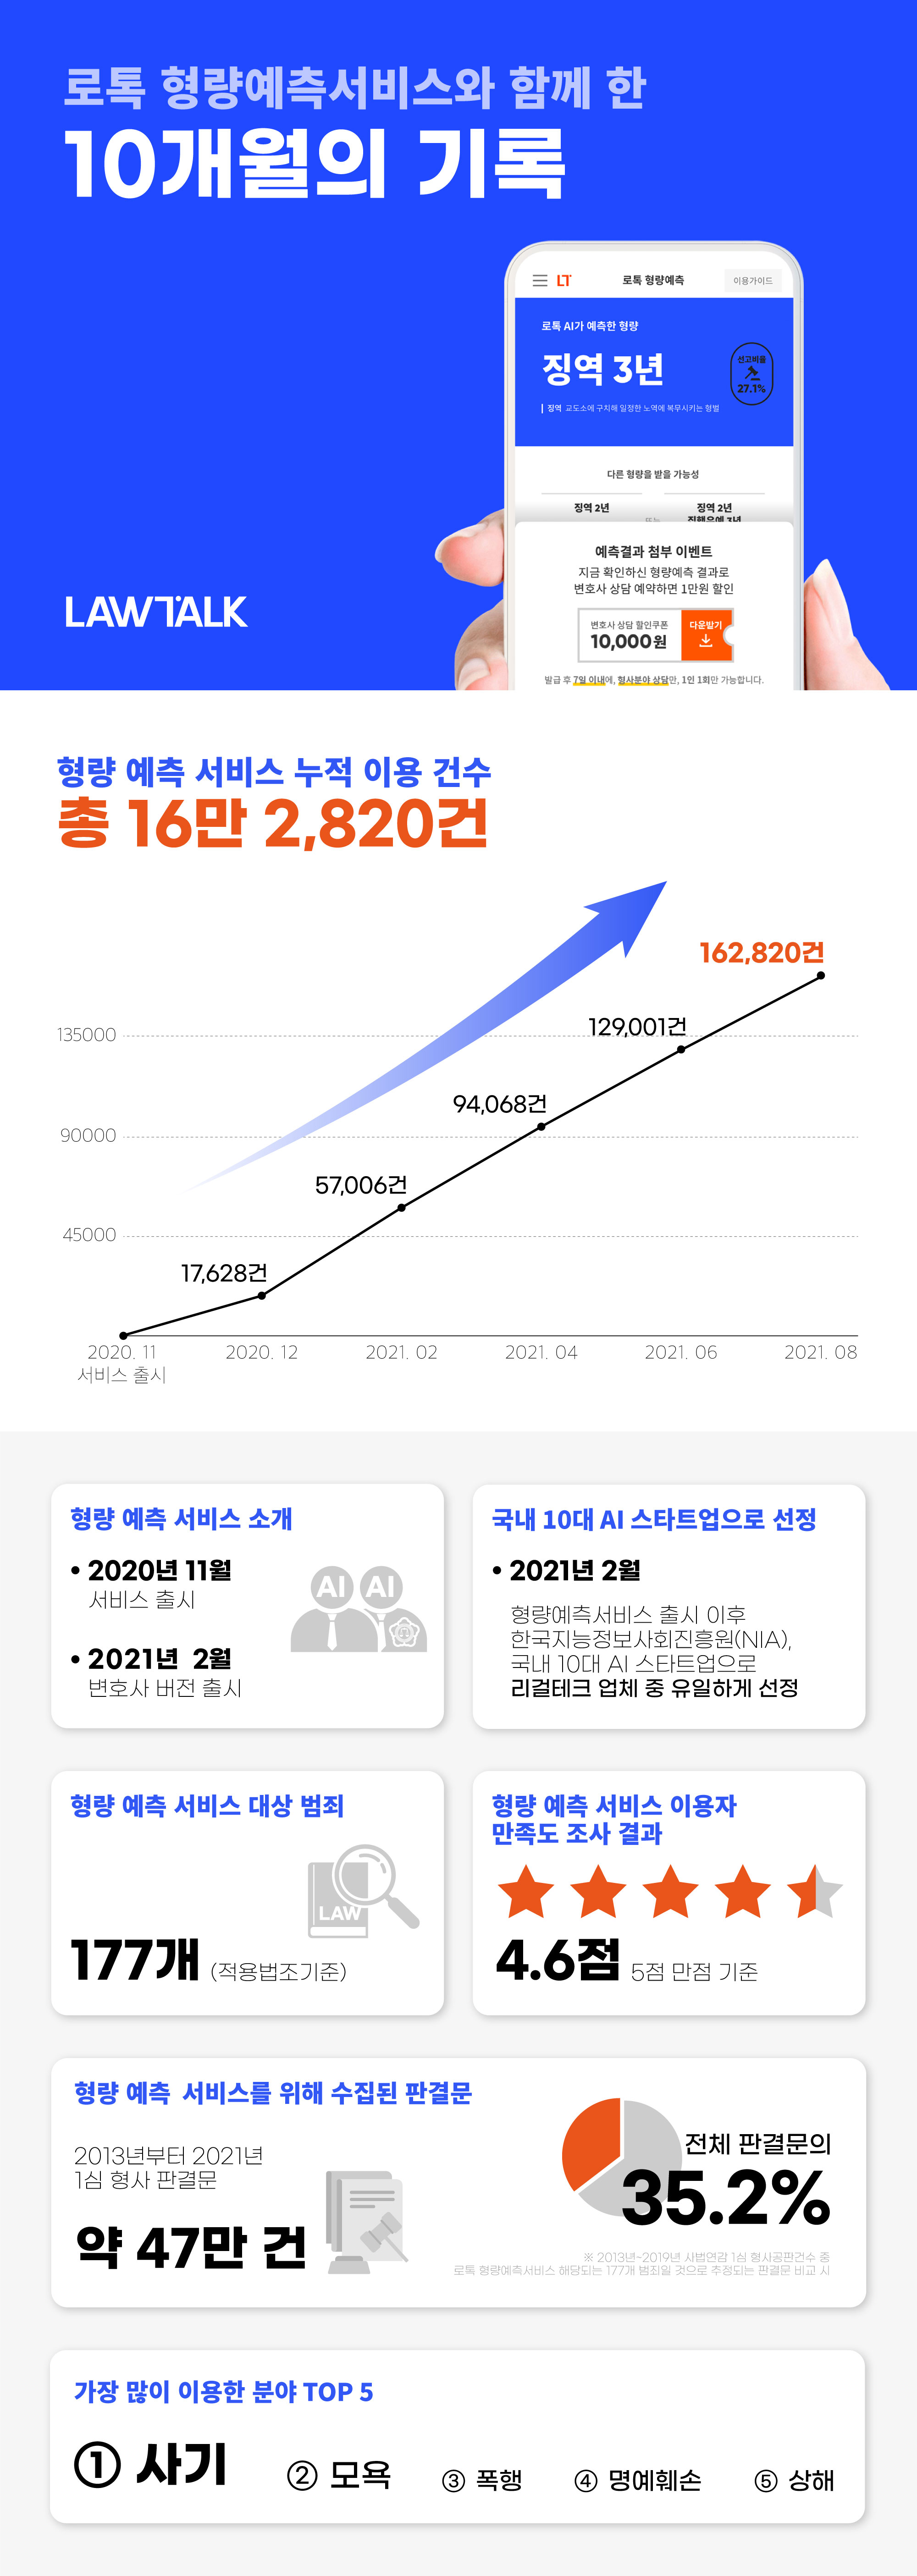 로톡 형량예측서비스와 함께 한
10개월의 기록
LT
로톡 형량예측
이용가이드
로톡 AI가 예측한 형량
징역 3년
선고비율
27.1%
징역 교도소에 구치해 일정한 노역에 복무시키는 형벌
다른 형량을 받을 가능성
징역 2년
또는
징역 2년
집행유예 3년
예측결과 첨부 이벤트
지금 확인하신 형량예측 결과로
변호사 상담 예약하면 1만원 할인
변호사 상담 할인쿠폰
10,000원
다운받기
발급 후 7일 이내에, 형사분야 상담만, 1인 1회만 가능합니다.
LAWTALK
형량 예측 서비스 누적 이용 건수
총 16만 2,820건
162,820건
135000
129,001건
94,068건
90000
57,006건
45000
17,628건
2020. 11
서비스 출시
2020. 12
2021. 02
2021. 04
2021. 06
2021. 08
형량 예측 서비스 소개
• 2020년 11월
서비스 출시
• 2021년 2월
변호사 버전 출시
AI AI
국내 10대 AI 스타트업으로 선정
• 2021년 2월
형량예측서비스 출시 이후
한국지능정보사회진흥원(NIA),
국내 10대 AI 스타트업으로
리걸테크 업체 중 유일하게 선정
형량 예측 서비스 대상 범죄
LAW
177개 (적용법조기준)
형량 예측 서비스 이용자
만족도 조사 결과
4.6점 5점 만점 기준
형량 예측 서비스를 위해 수집된 판결문
2013년부터 2021년
1심 형사 판결문
약 47만 건
전체 판결문의
35.2%
※ 2013년-2019년 사법연감 1심 형사공판건수 중
로톡 형량예측서비스 해당되는 177개 범죄일 것으로 추정되는 판결문 비교 시
가장 많이 이용한 분야 TOP 5
① 사기 ② 모욕 ③ 폭행 ④ 명예훼손 ⑤ 상해